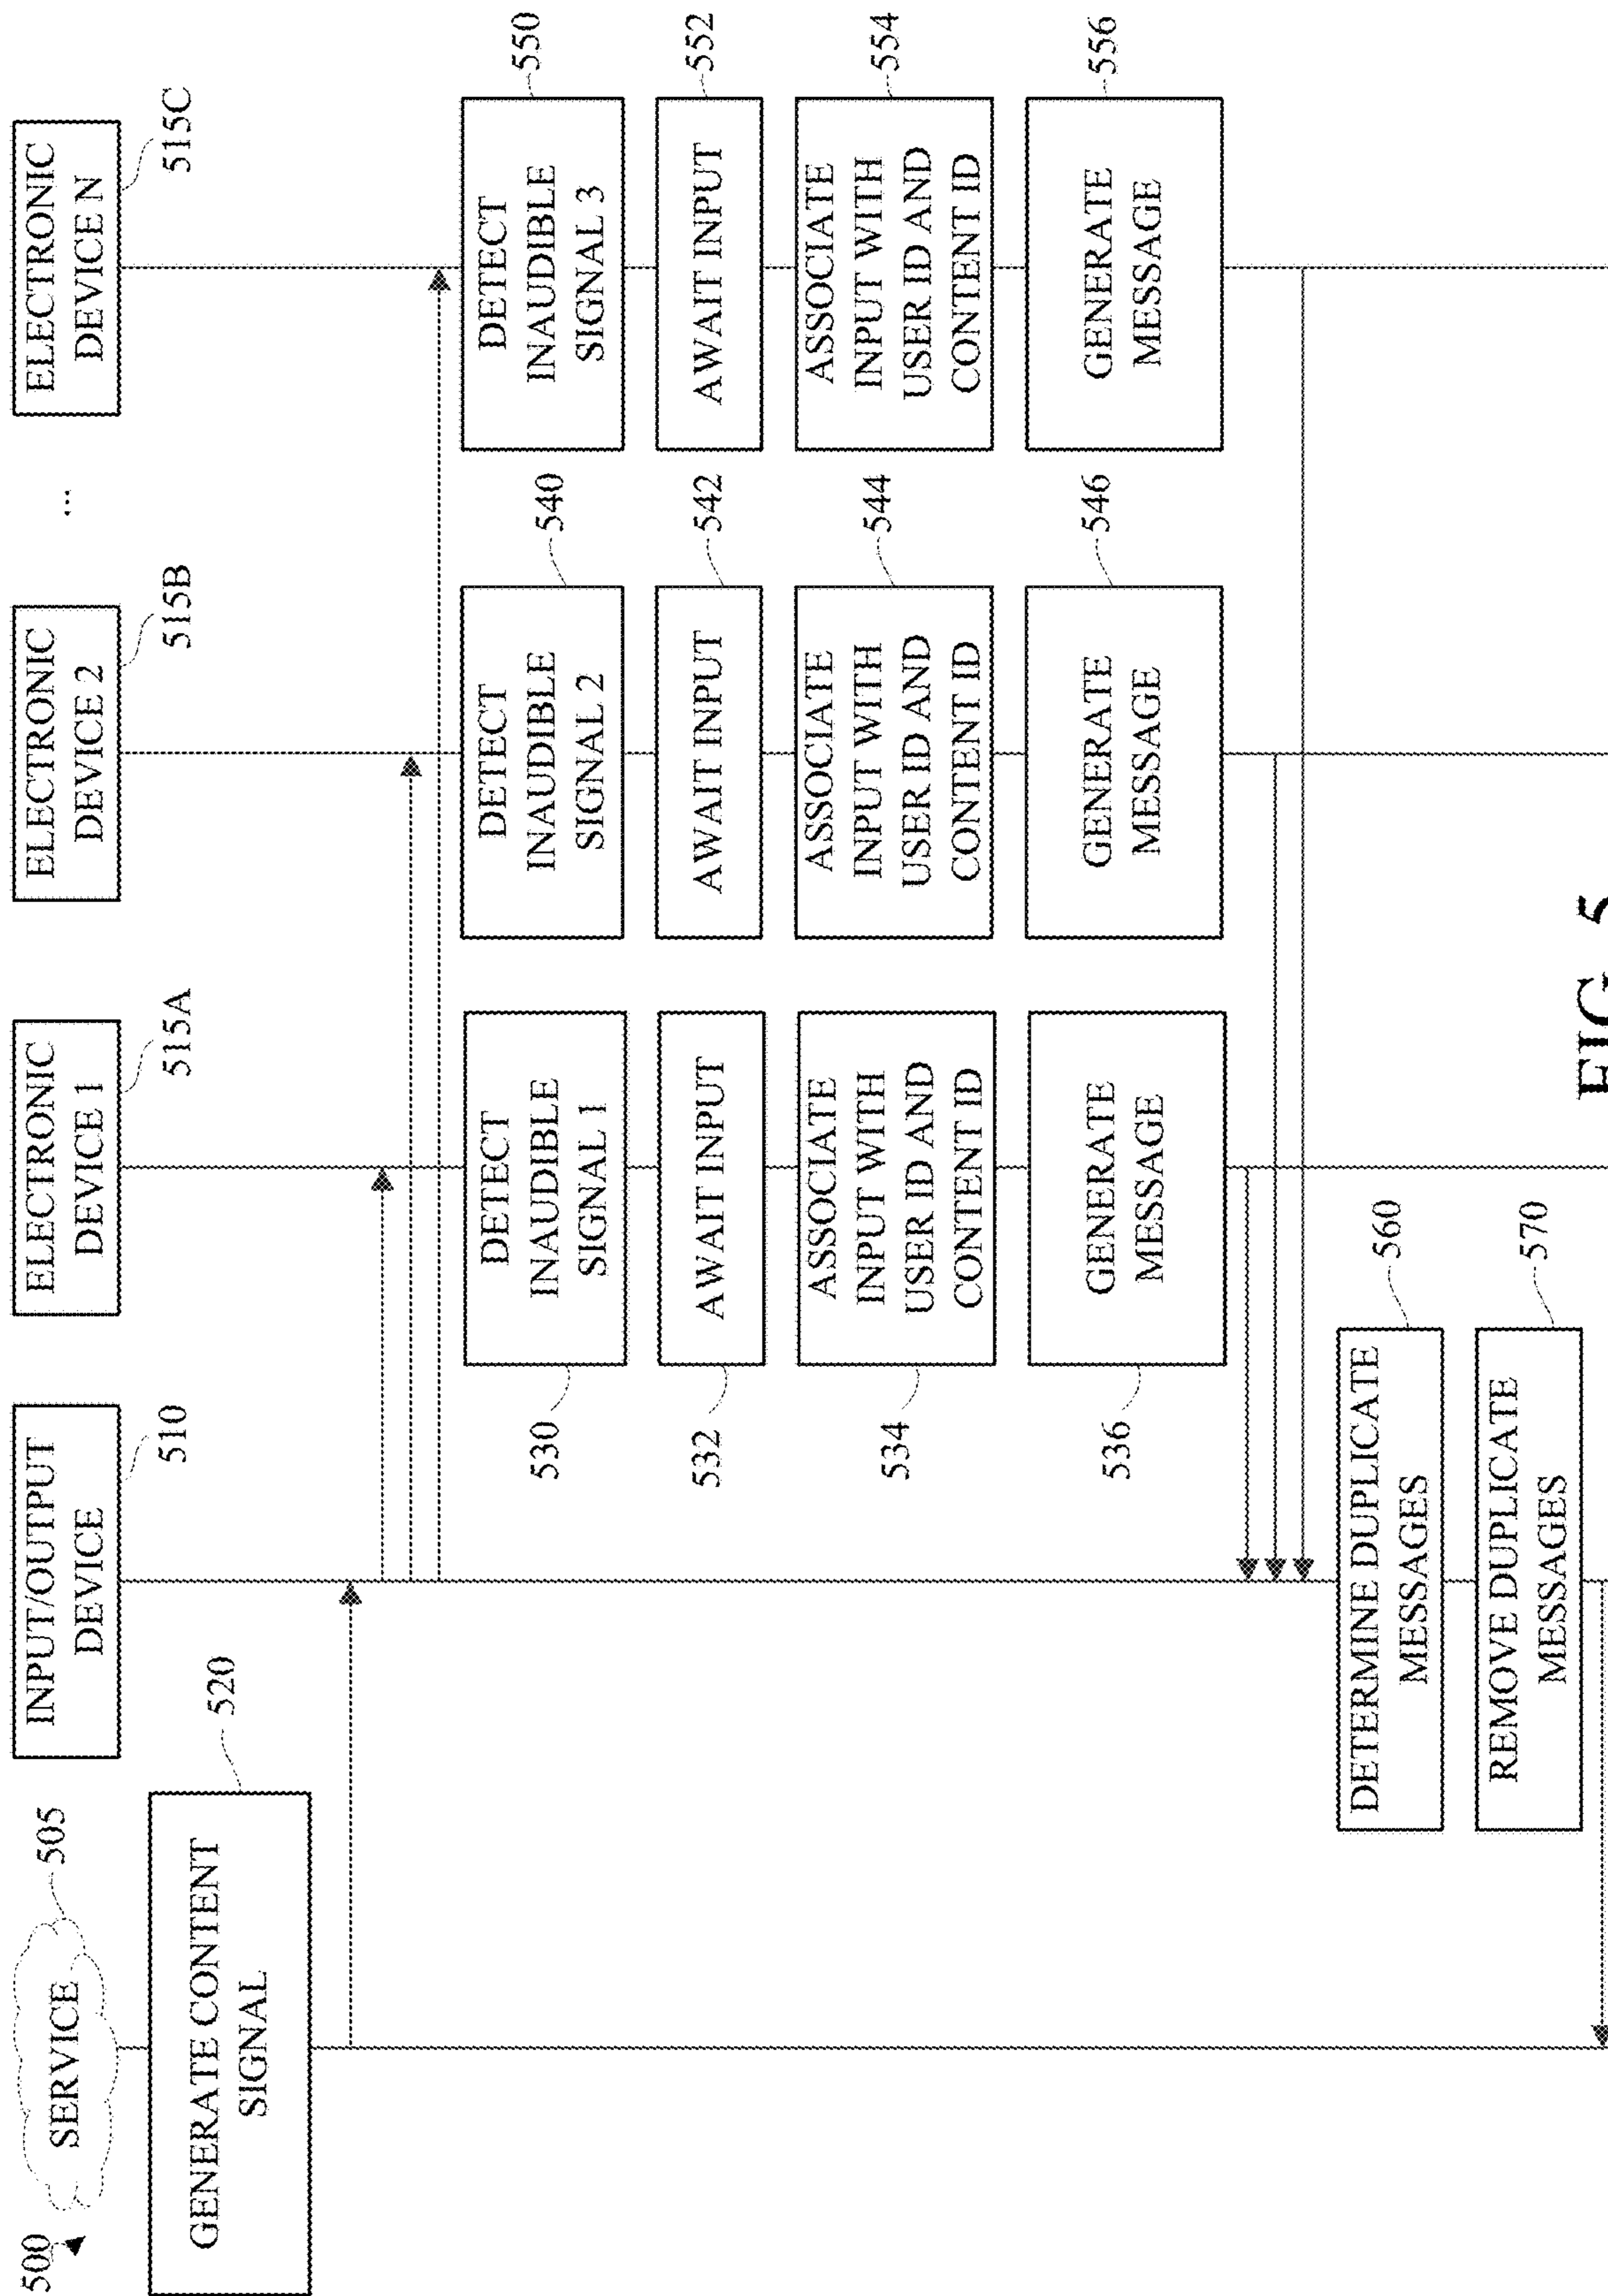 500
SERVICE
505
INPUT/OUTPUT
DEVICE
510
ELECTRONIC
DEVICE 1
515A
ELECTRONIC
DEVICE 2
515B
...
ELECTRONIC
DEVICE N
515C
GENERATE CONTENT
SIGNAL
520
530
DETECT
INAUDIBLE
SIGNAL 1
DETECT
INAUDIBLE
SIGNAL 2
540
DETECT
INAUDIBLE
SIGNAL 3
550
532
AWAIT INPUT
AWAIT INPUT
542
AWAIT INPUT
552
534
ASSOCIATE
INPUT WITH
USER ID AND
CONTENT ID
ASSOCIATE
INPUT WITH
USER ID AND
CONTENT ID
544
ASSOCIATE
INPUT WITH
USER ID AND
CONTENT ID
554
536
GENERATE
MESSAGE
GENERATE
MESSAGE
546
GENERATE
MESSAGE
556
DETERMINE DUPLICATE
MESSAGES
560
REMOVE DUPLICATE
MESSAGES
570
FIG. 5